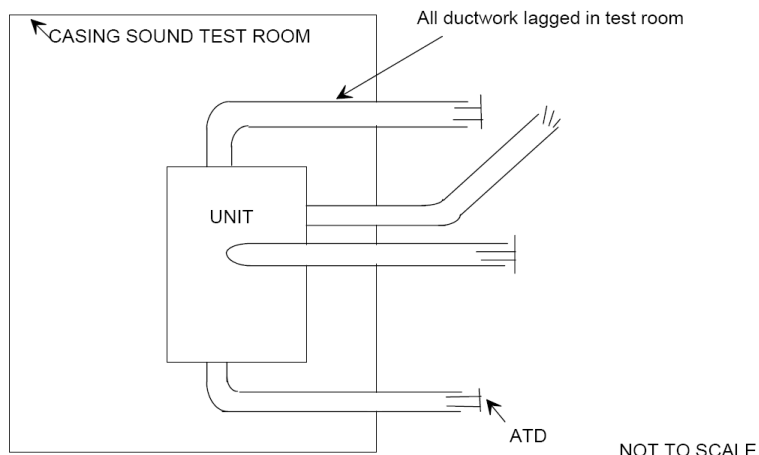 All ductwork lagged in test room
CASING SOUND TEST ROOM
UNIT
ATD
NOT TO SCALE